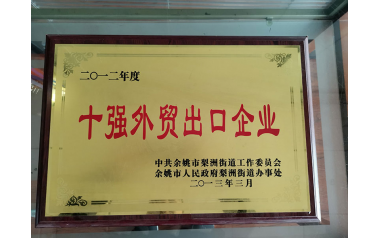 二〇一二年度
十强外贸出口企业
中共余姚市梨洲街道工作委员会
余姚市人民政府梨洲街道办事处
二〇一三年三月